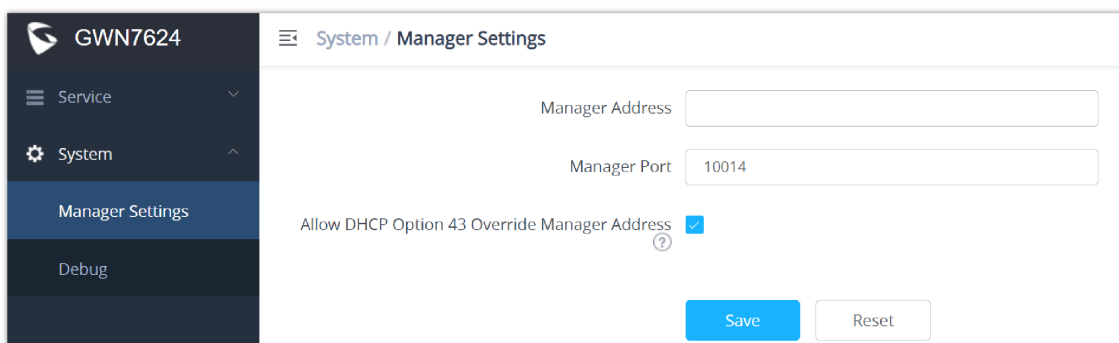 GWN7624
System / Manager Settings
Service
System
Manager Settings
Debug
Manager Address
Manager Port 10014
Allow DHCP Option 43 Override Manager Address
?
Save Reset